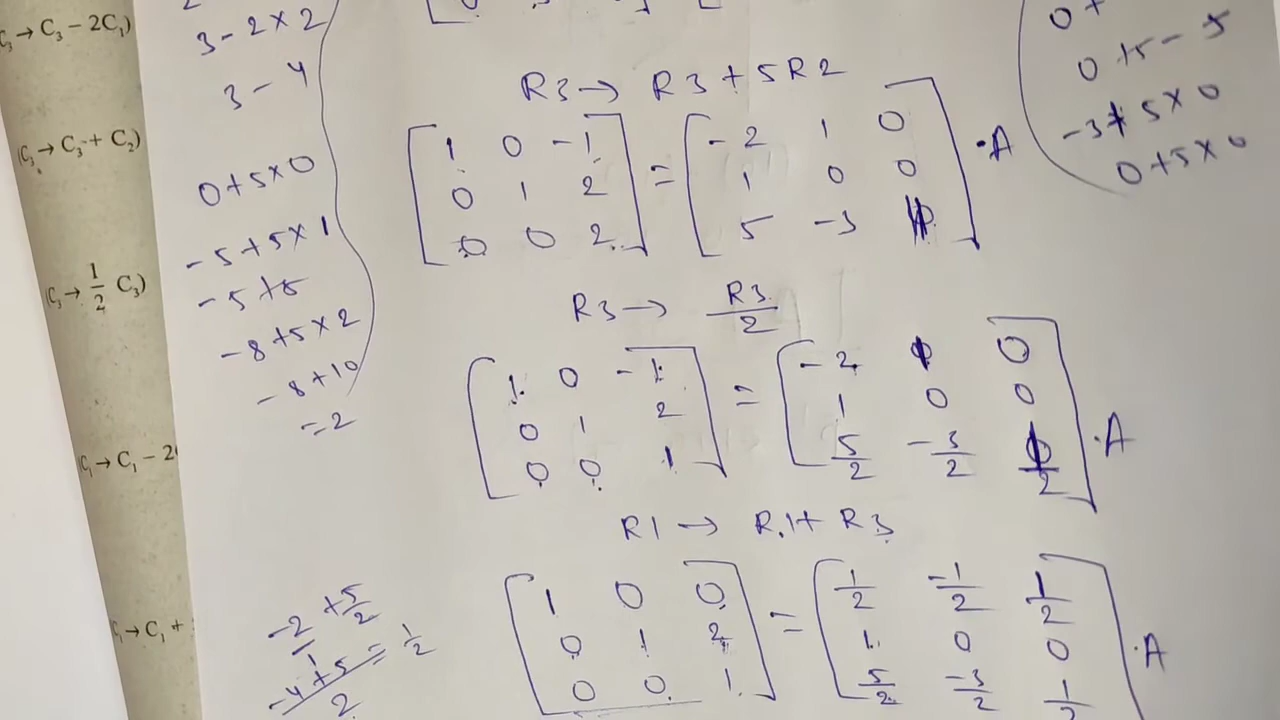 C₃ → C₃ − 2C₁)
(C₃ → C₃ + C₂)
(C₃ → 1/2 C₃)
(C₁ → C₁ − 2
C₁ → C₁ +
3 - 2 × 2
3 - 4
0 + 5 × 0
-5 + 5 × 1
-5 + 5
-8 + 5 × 2
-8 + 10
= 2
0 +
0 + 5 - 5
-3 + 5 × 0
0 + 5 × 0
R3 → R3 + 5R2
[1 0 -1] = [-2 1 0] · A
[0 1 2] [1 0 0]
[0 0 2] [5 -3 1]
R3 → R3/2
[1 0 -1] = [-2 1 0] · A
[0 1 2] [1 0 0]
[0 0 1] [5/2 -3/2 1/2]
R1 → R1 + R3
[1 0 0] = [1/2 -1/2 1/2] · A
[0 1 2] [1 0 0]
[0 0 1] [5/2 -3/2 1/2]
-2/1 + 5/2
-4+5/2 = 1/2